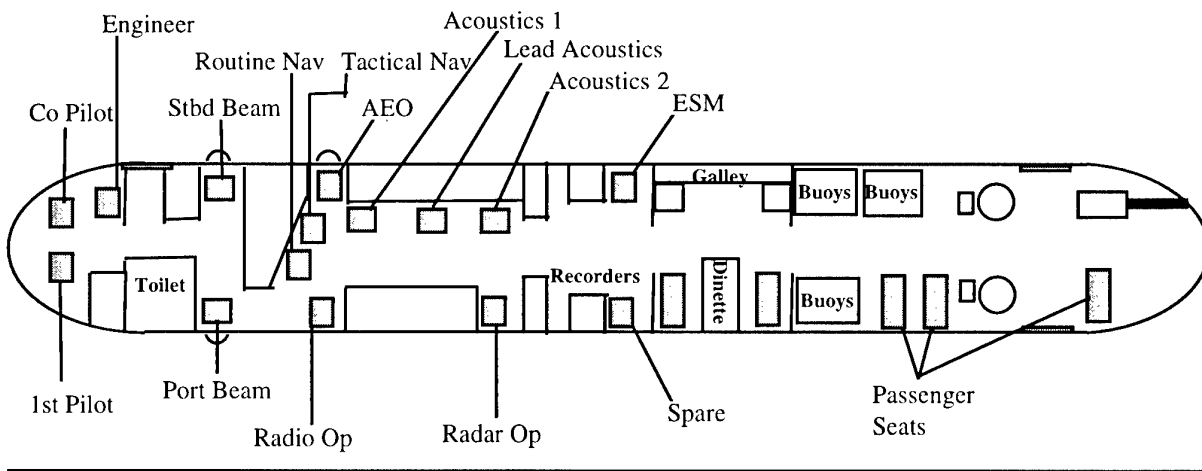 Engineer
Acoustics 1
Lead Acoustics
Routine Nav
Tactical Nav
Acoustics 2
Co Pilot
Stbd Beam
AEO
ESM
Galley
Buoys
Buoys
Toilet
Recorders
Dinette
Buoys
1st Pilot
Port Beam
Radio Op
Radar Op
Spare
Passenger
Seats